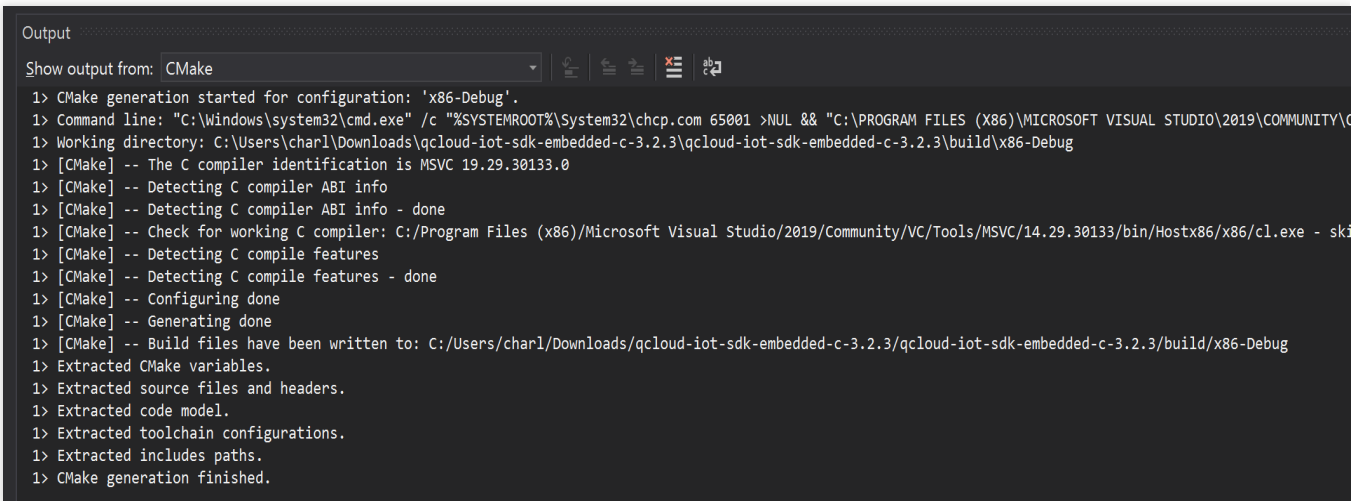 Output
Show output from: CMake
1> CMake generation started for configuration: 'x86-Debug'.
1> Command line: "C:\Windows\system32\cmd.exe" /c "%SYSTEMROOT%\System32\chcp.com 65001 >NUL && "C:\PROGRAM FILES (X86)\MICROSOFT VISUAL STUDIO\2019\COMMUNITY\C
1> Working directory: C:\Users\charl\Downloads\qcloud-iot-sdk-embedded-c-3.2.3\qcloud-iot-sdk-embedded-c-3.2.3\build\x86-Debug
1> [CMake] -- The C compiler identification is MSVC 19.29.30133.0
1> [CMake] -- Detecting C compiler ABI info
1> [CMake] -- Detecting C compiler ABI info - done
1> [CMake] -- Check for working C compiler: C:/Program Files (x86)/Microsoft Visual Studio/2019/Community/VC/Tools/MSVC/14.29.30133/bin/Hostx86/x86/cl.exe - ski
1> [CMake] -- Detecting C compile features
1> [CMake] -- Detecting C compile features - done
1> [CMake] -- Configuring done
1> [CMake] -- Generating done
1> [CMake] -- Build files have been written to: C:/Users/charl/Downloads/qcloud-iot-sdk-embedded-c-3.2.3/qcloud-iot-sdk-embedded-c-3.2.3/build/x86-Debug
1> Extracted CMake variables.
1> Extracted source files and headers.
1> Extracted code model.
1> Extracted toolchain configurations.
1> Extracted includes paths.
1> CMake generation finished.